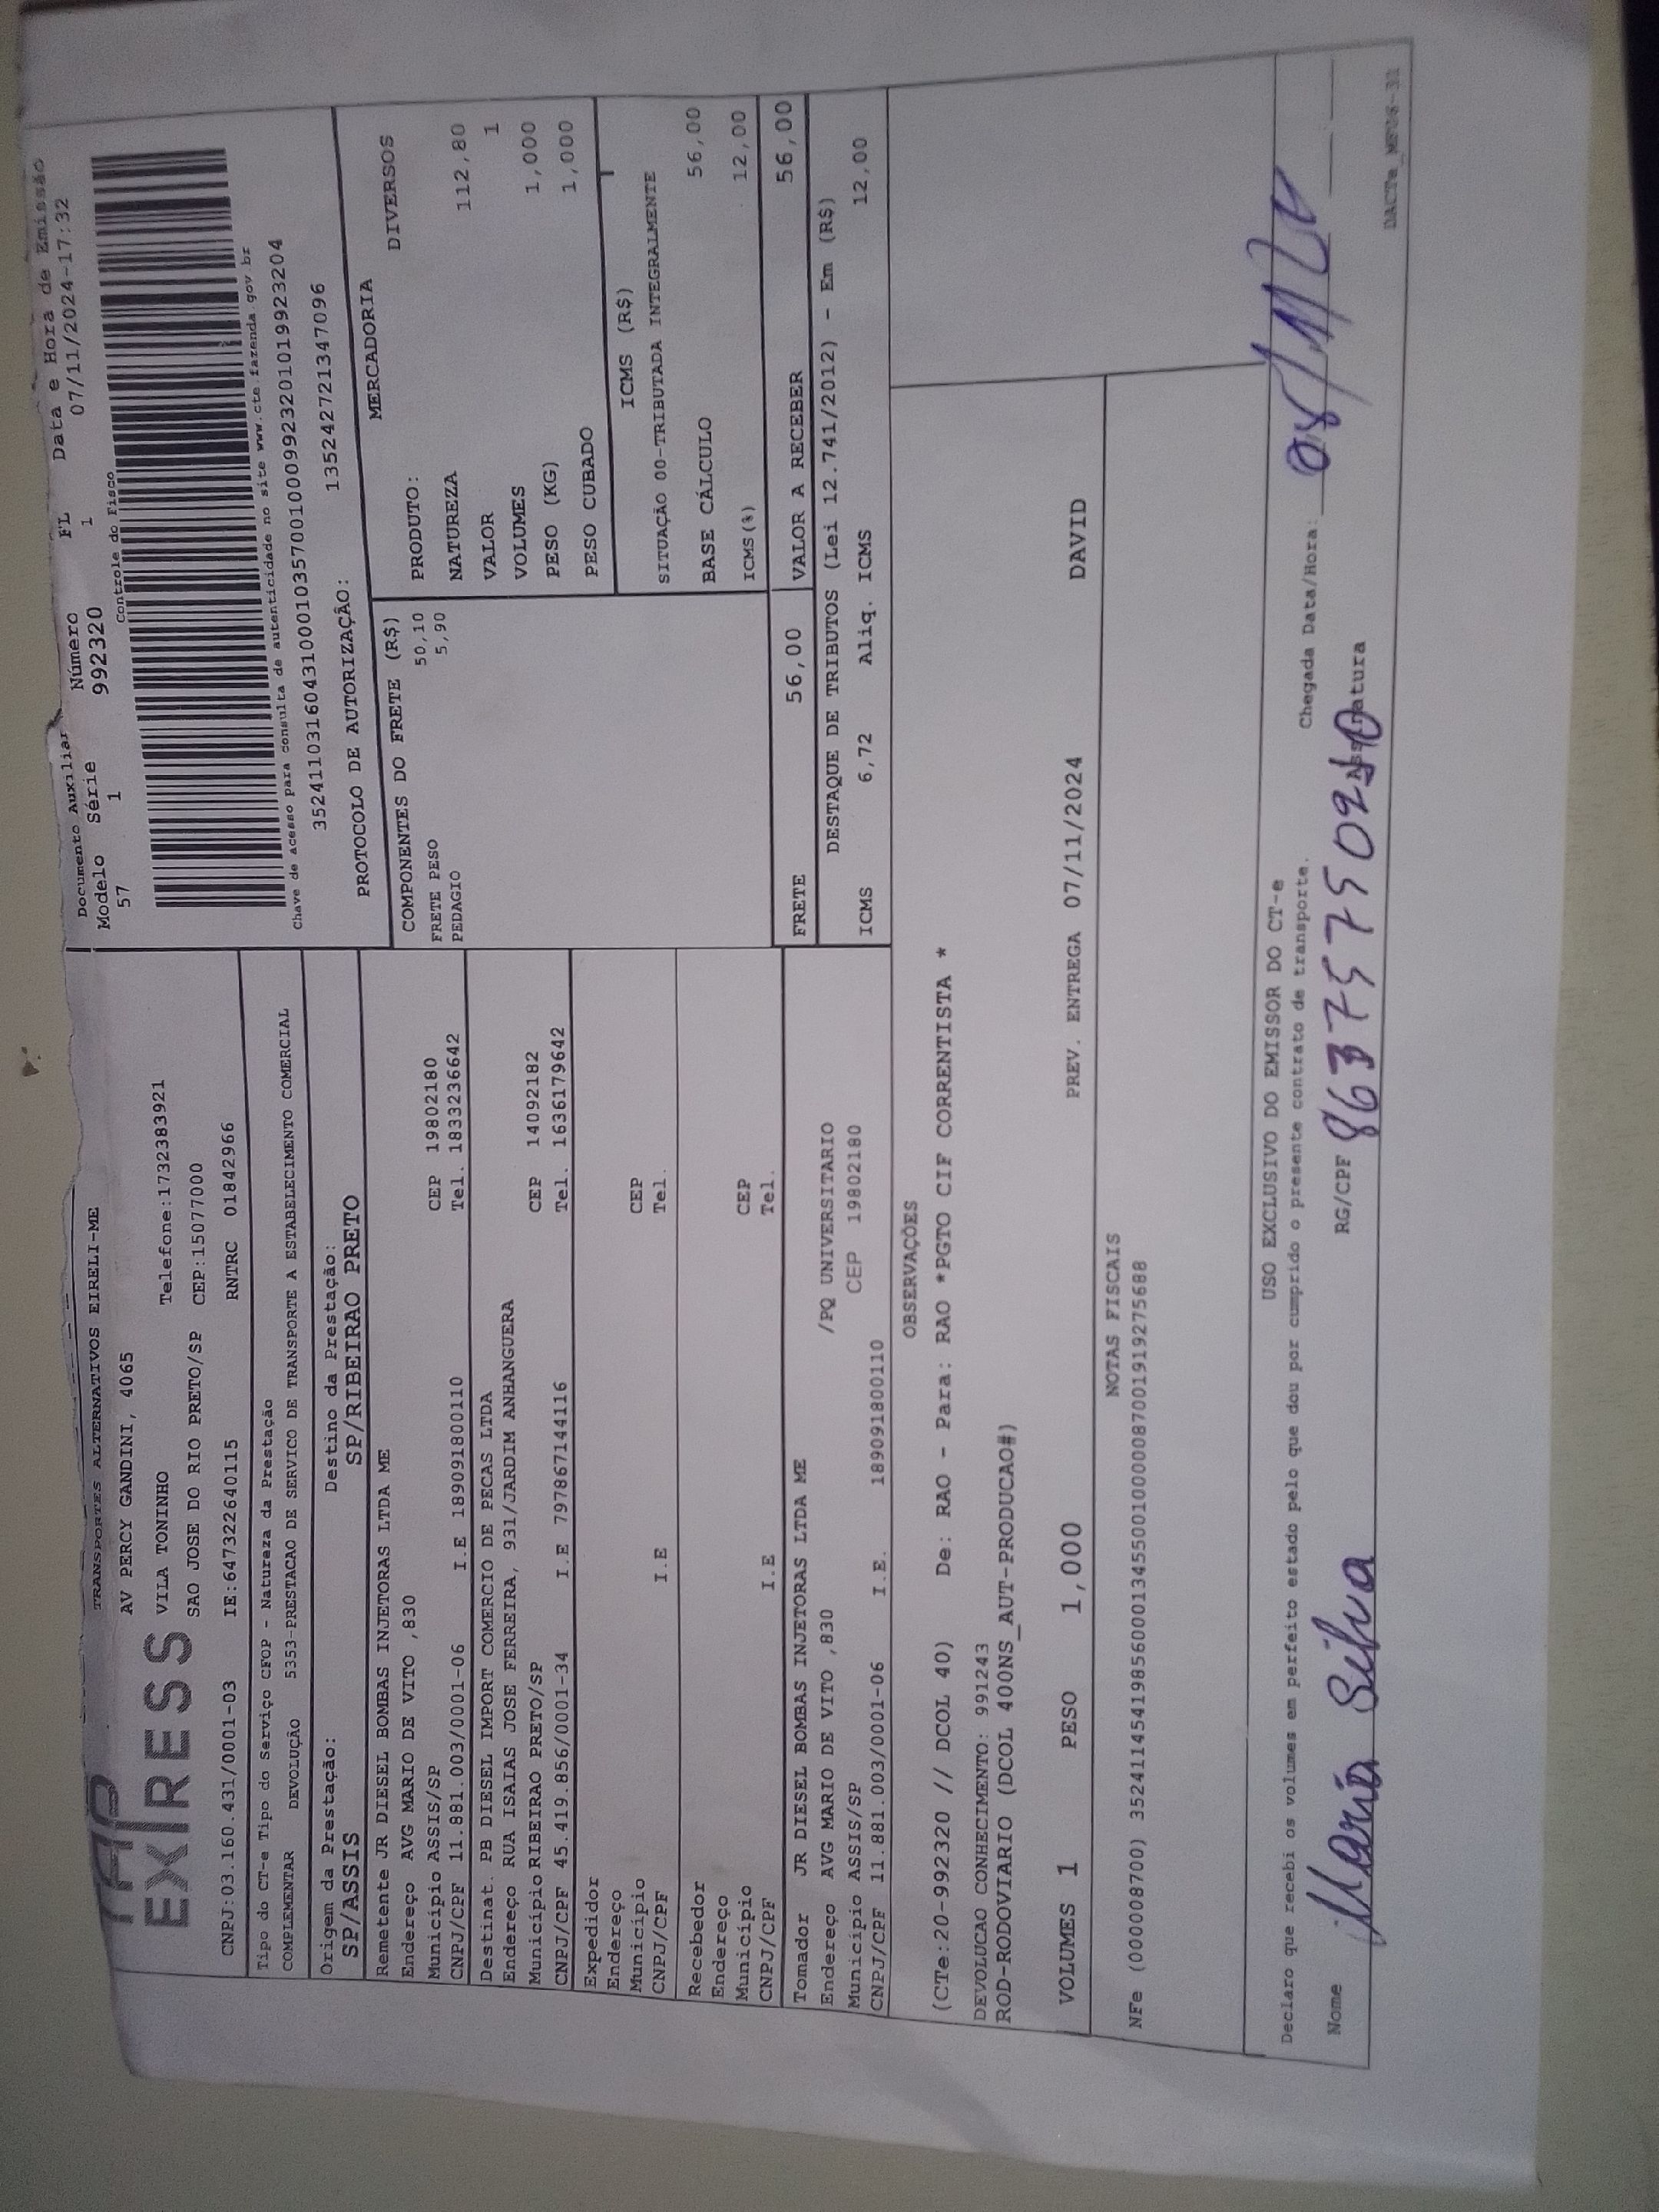 TAP
EXPRESS
TRANSPORTES ALTERNATIVOS EIRELI-ME
AV PERCY GANDINI, 4065
VILA TONINHO Telefone:1732383921
SAO JOSE DO RIO PRETO/SP CEP:15077000
CNPJ:03.160.431/0001-03 IE:647322640115 RNTRC 01842966
Documento Auxiliar
Modelo Série Número FL Data e Hora de Emissão
57 1 992320 1 07/11/2024-17:32
Controle do Fisco
Chave de acesso para consulta de autenticidade no site www.cte.fazenda.gov.br
35241103160431000103570010009923201019923204
PROTOCOLO DE AUTORIZAÇÃO: 135242721347096
Tipo do CT-e Tipo do Serviço CFOP - Natureza da Prestação
COMPLEMENTAR DEVOLUÇÃO 5353-PRESTACAO DE SERVICO DE TRANSPORTE A ESTABELECIMENTO COMERCIAL
Origem da Prestação: Destino da Prestação:
SP/ASSIS SP/RIBEIRAO PRETO
Remetente JR DIESEL BOMBAS INJETORAS LTDA ME
Endereço AVG MARIO DE VITO ,830
Município ASSIS/SP CEP 19802180
CNPJ/CPF 11.881.003/0001-06 I.E 189091800110 Tel. 1833236642
Destinat. PB DIESEL IMPORT COMERCIO DE PECAS LTDA
Endereço RUA ISAIAS JOSE FERREIRA, 931/JARDIM ANHANGUERA
Município RIBEIRAO PRETO/SP CEP 14092182
CNPJ/CPF 45.419.856/0001-34 I.E 797867144116 Tel. 1636179642
Expedidor
Endereço
Município CEP
CNPJ/CPF I.E Tel.
Recebedor
Endereço
Município CEP
CNPJ/CPF I.E Tel.
Tomador JR DIESEL BOMBAS INJETORAS LTDA ME
Endereço AVG MARIO DE VITO ,830 /PQ UNIVERSITARIO
Município ASSIS/SP CEP 19802180
CNPJ/CPF 11.881.003/0001-06 I.E. 189091800110
COMPONENTES DO FRETE (R$)
FRETE PESO 50,10
PEDAGIO 5,90
MERCADORIA
PRODUTO: DIVERSOS
NATUREZA
VALOR 112,80
VOLUMES 1
PESO (KG) 1,000
PESO CUBADO 1,000
ICMS (R$)
SITUAÇÃO 00-TRIBUTADA INTEGRALMENTE
BASE CÁLCULO 56,00
ICMS(%) 12,00
FRETE 56,00 VALOR A RECEBER 56,00
DESTAQUE DE TRIBUTOS (Lei 12.741/2012) - Em (R$)
ICMS 6,72 Aliq. ICMS 12,00
OBSERVAÇÕES
(CTe:20-992320 // DCOL 40) De: RAO - Para: RAO *PGTO CIF CORRENTISTA *
DEVOLUCAO CONHECIMENTO: 991243
ROD-RODOVIARIO (DCOL 400NS_AUT-PRODUCAO#)
VOLUMES 1 PESO 1,000 PREV. ENTREGA 07/11/2024 DAVID
NOTAS FISCAIS
NFe (000008700) 35241145419856000134550010000087001919275688
USO EXCLUSIVO DO EMISSOR DO CT-e
Declaro que recebi os volumes em perfeito estado pelo que dou por cumprido o presente contrato de transporte.
Chegada Data/Hora: 08/11/24
Nome Maria Silva RG/CPF Assinatura